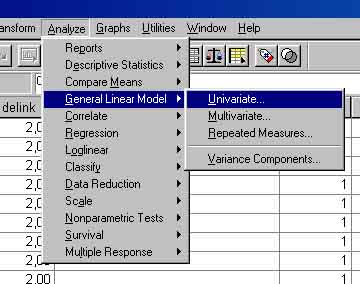 ansform Analyze Graphs Utilities Window Help
Reports
Descriptive Statistics
Compare Means
General Linear Model
Univariate...
Multivariate...
Repeated Measures...
Variance Components...
Correlate
Regression
Loglinear
Classify
Data Reduction
Scale
Nonparametric Tests
Survival
Multiple Response
delink
2,0
2,0
2,0
2,0
2,0
2,0
2,0
2,0
2,0
2.00
1
1
1
1
1
1